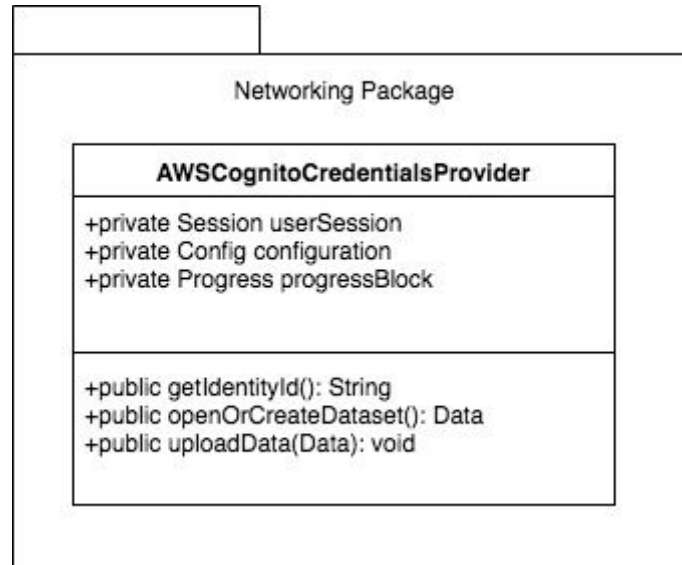 Networking Package
AWSCognitoCredentialsProvider
+private Session userSession
+private Config configuration
+private Progress progressBlock
+public getIdentityId(): String
+public openOrCreateDataset(): Data
+public uploadData(Data): void